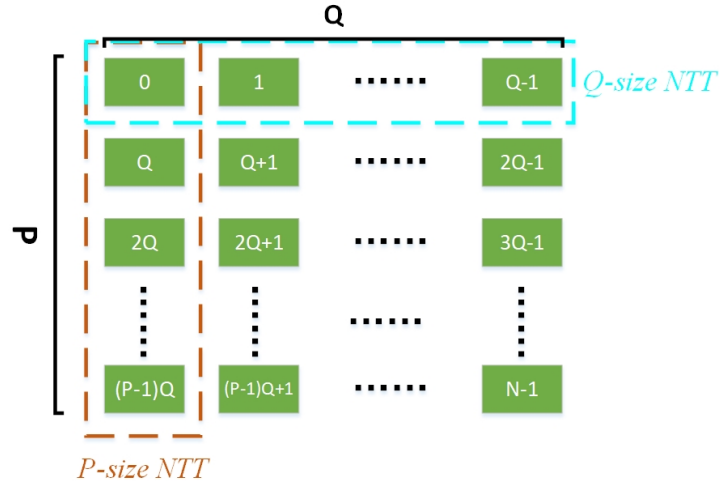 Q
0 1 ...... Q-1
Q-size NTT
Q Q+1 ...... 2Q-1
P
2Q 2Q+1 ...... 3Q-1
...... ...... ...... ......
(P-1)Q (P-1)Q+1 ...... N-1
P-size NTT